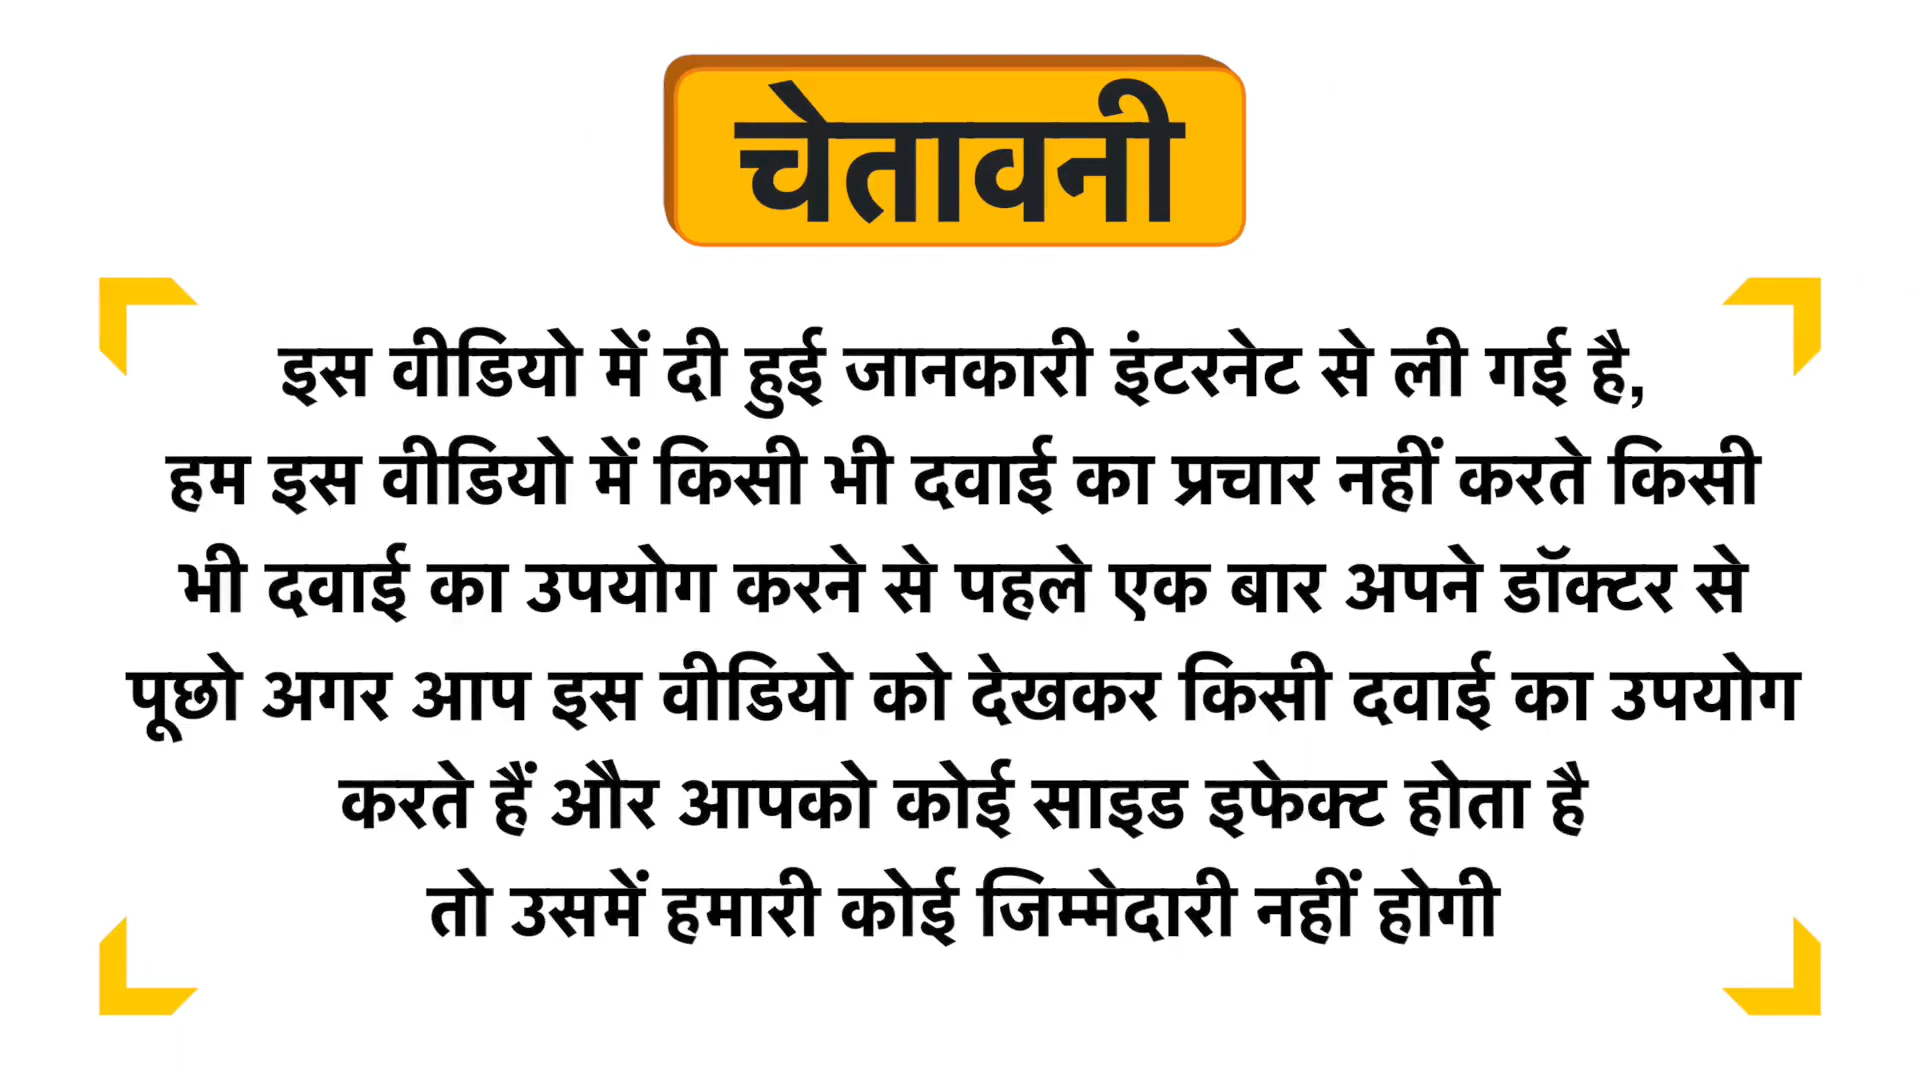 चेतावनी
इस वीडियो में दी हुई जानकारी इंटरनेट से ली गई है,
हम इस वीडियो में किसी भी दवाई का प्रचार नहीं करते किसी
भी दवाई का उपयोग करने से पहले एक बार अपने डॉक्टर से
पूछो अगर आप इस वीडियो को देखकर किसी दवाई का उपयोग
करते हैं और आपको कोई साइड इफेक्ट होता है
तो उसमें हमारी कोई जिम्मेदारी नहीं होगी